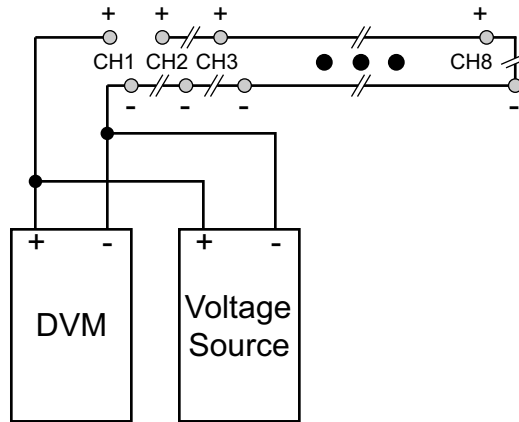 + + + +
CH1 CH2 CH3 CH8
- - - -
+ - + -
DVM
Voltage
Source